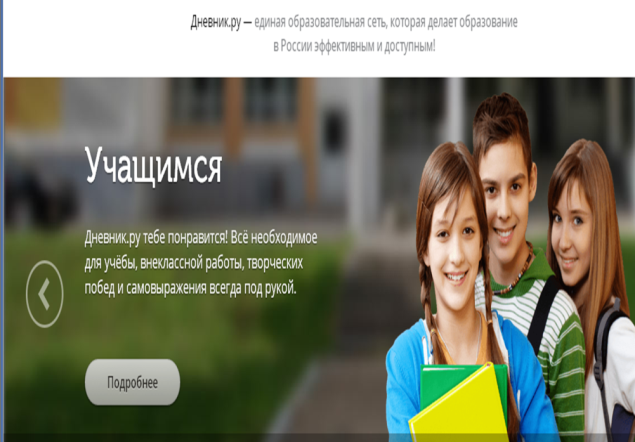 Дневник.ру — единая образовательная сеть, которая делает образование
в России эффективным и доступным!
Учащимся
Дневник.ру тебе понравится! Всё необходимое
для учёбы, внеклассной работы, творческих
побед и самовыражения всегда под рукой.
Подробнее